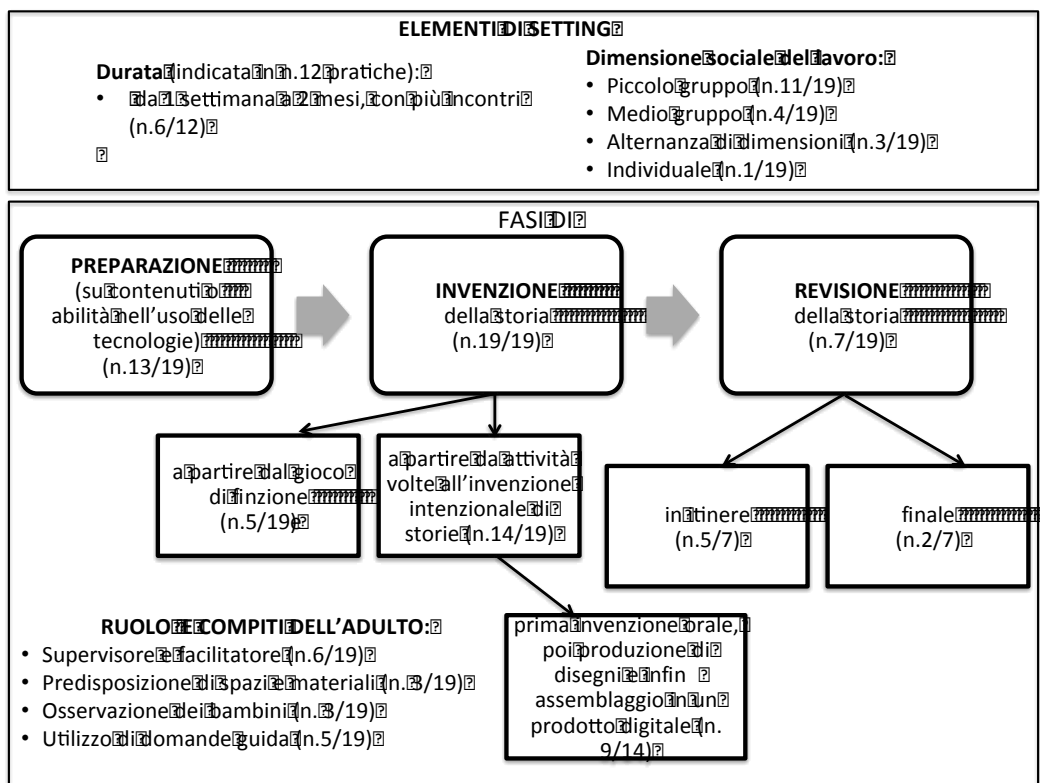 ELEMENTI DI SETTING
Durata (indicata in n.12 pratiche):
• da 1 settimana a 2 mesi, con più incontri
(n.6/12)
Dimensione sociale del lavoro:
• Piccolo gruppo (n.11/19)
• Medio gruppo (n.4/19)
• Alternanza di dimensioni (n.3/19)
• Individuale (n.1/19)
FASI DI
PREPARAZIONE
(su contenuti o
abilità nell'uso delle
tecnologie)
(n.13/19)
INVENZIONE
della storia
(n.19/19)
REVISIONE
della storia
(n.7/19)
a partire dal gioco
di finzione
(n.5/19)
a partire da attività
volte all'invenzione
intenzionale di
storie (n.14/19)
in itinere
(n.5/7)
finale
(n.2/7)
prima invenzione orale,
poi produzione di
disegni e infin
assemblaggio in un
prodotto digitale (n.
9/14)
RUOLO E COMPITI DELL'ADULTO:
• Supervisore e facilitatore (n.6/19)
• Predisposizione di spazi e materiali (n. 3/19)
• Osservazione dei bambini (n. 3/19)
• Utilizzo di domande guida (n.5/19)